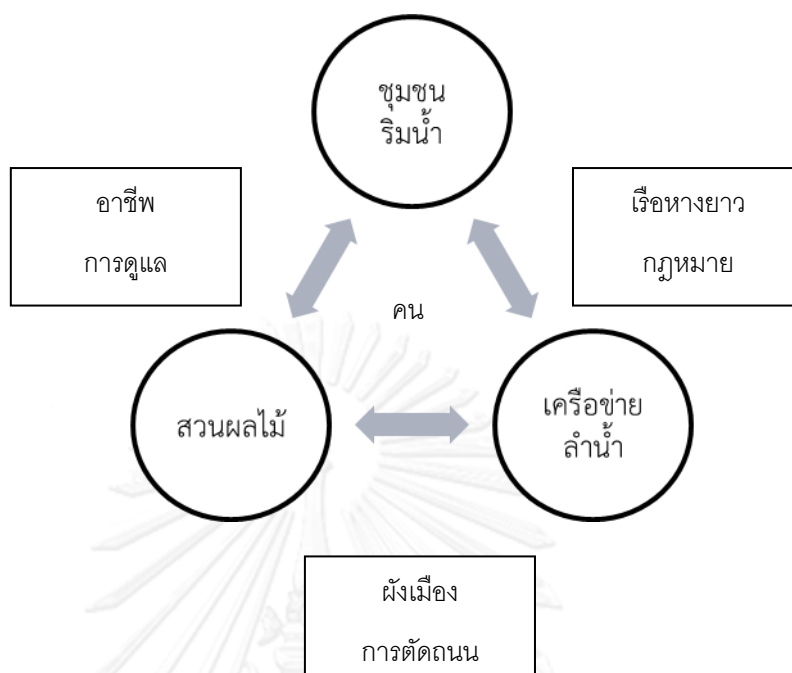 ชุมชน
ริมน้ำ
อาชีพ
การดูแล
เรือหางยาว
กฎหมาย
คน
สวนผลไม้
เครือข่าย
ลำน้ำ
ผังเมือง
การตัดถนน